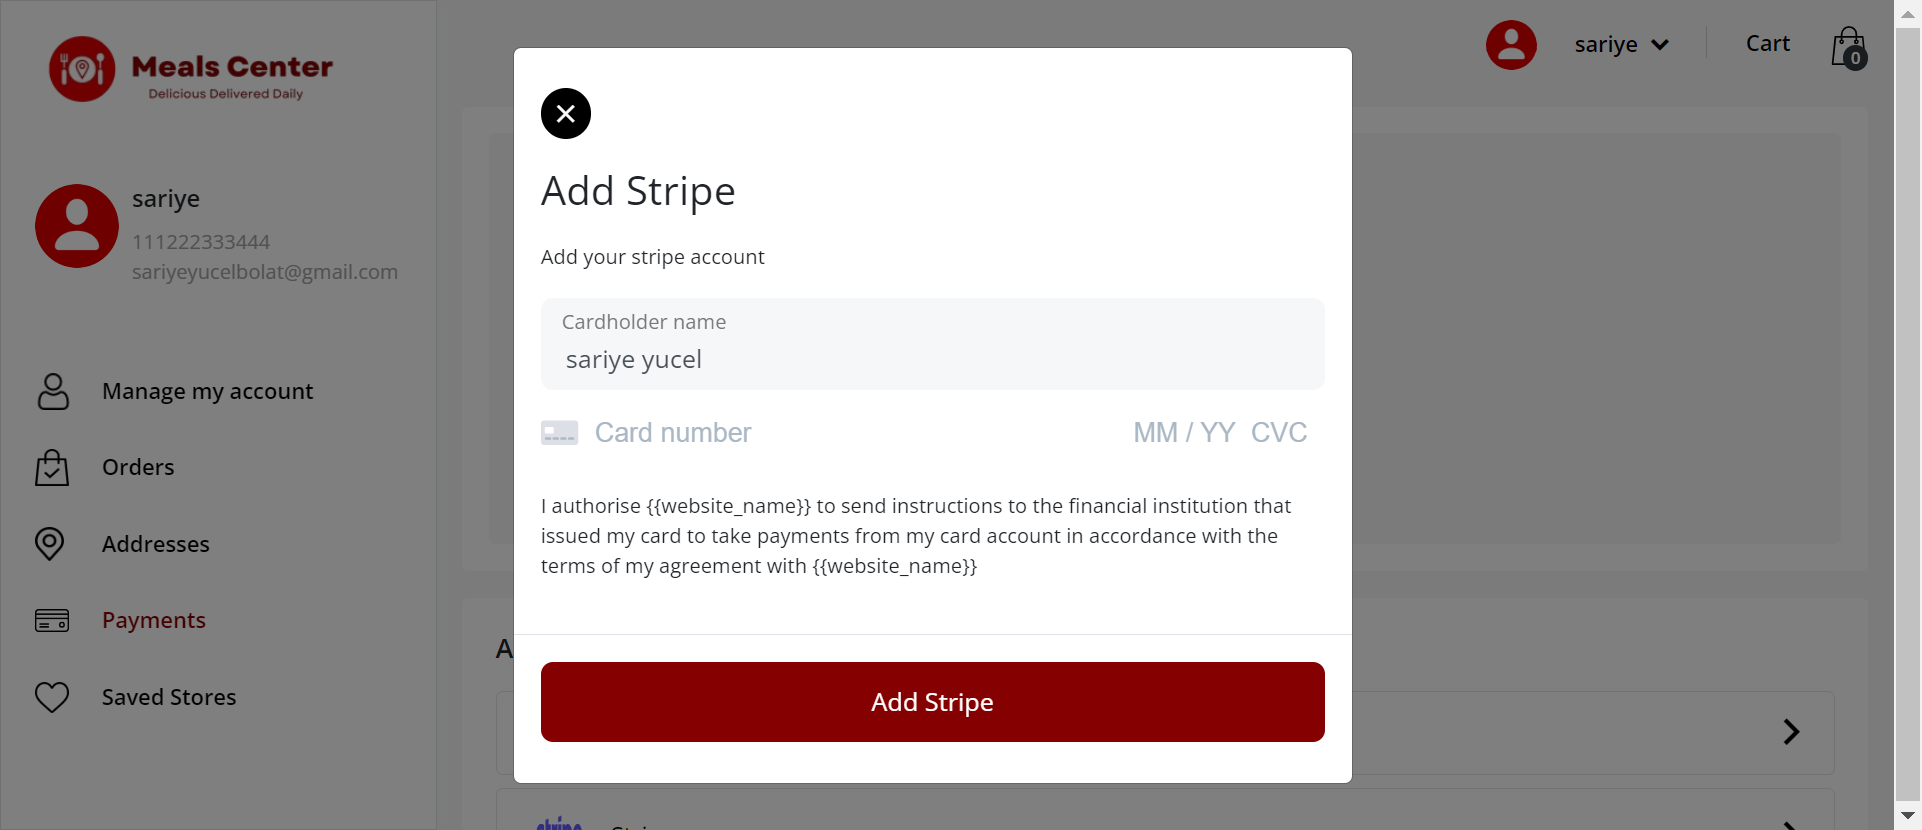 Meals Center
Delicious Delivered Daily
sariye
111222333444
sariyeyucelbolat@gmail.com
Manage my account
Orders
Addresses
Payments
Saved Stores
sariye
Cart
0
Add Stripe
Add your stripe account
Cardholder name
sariye yucel
Card number MM / YY CVC
I authorise {{website_name}} to send instructions to the financial institution that
issued my card to take payments from my card account in accordance with the
terms of my agreement with {{website_name}}
Add Stripe
A
stripe